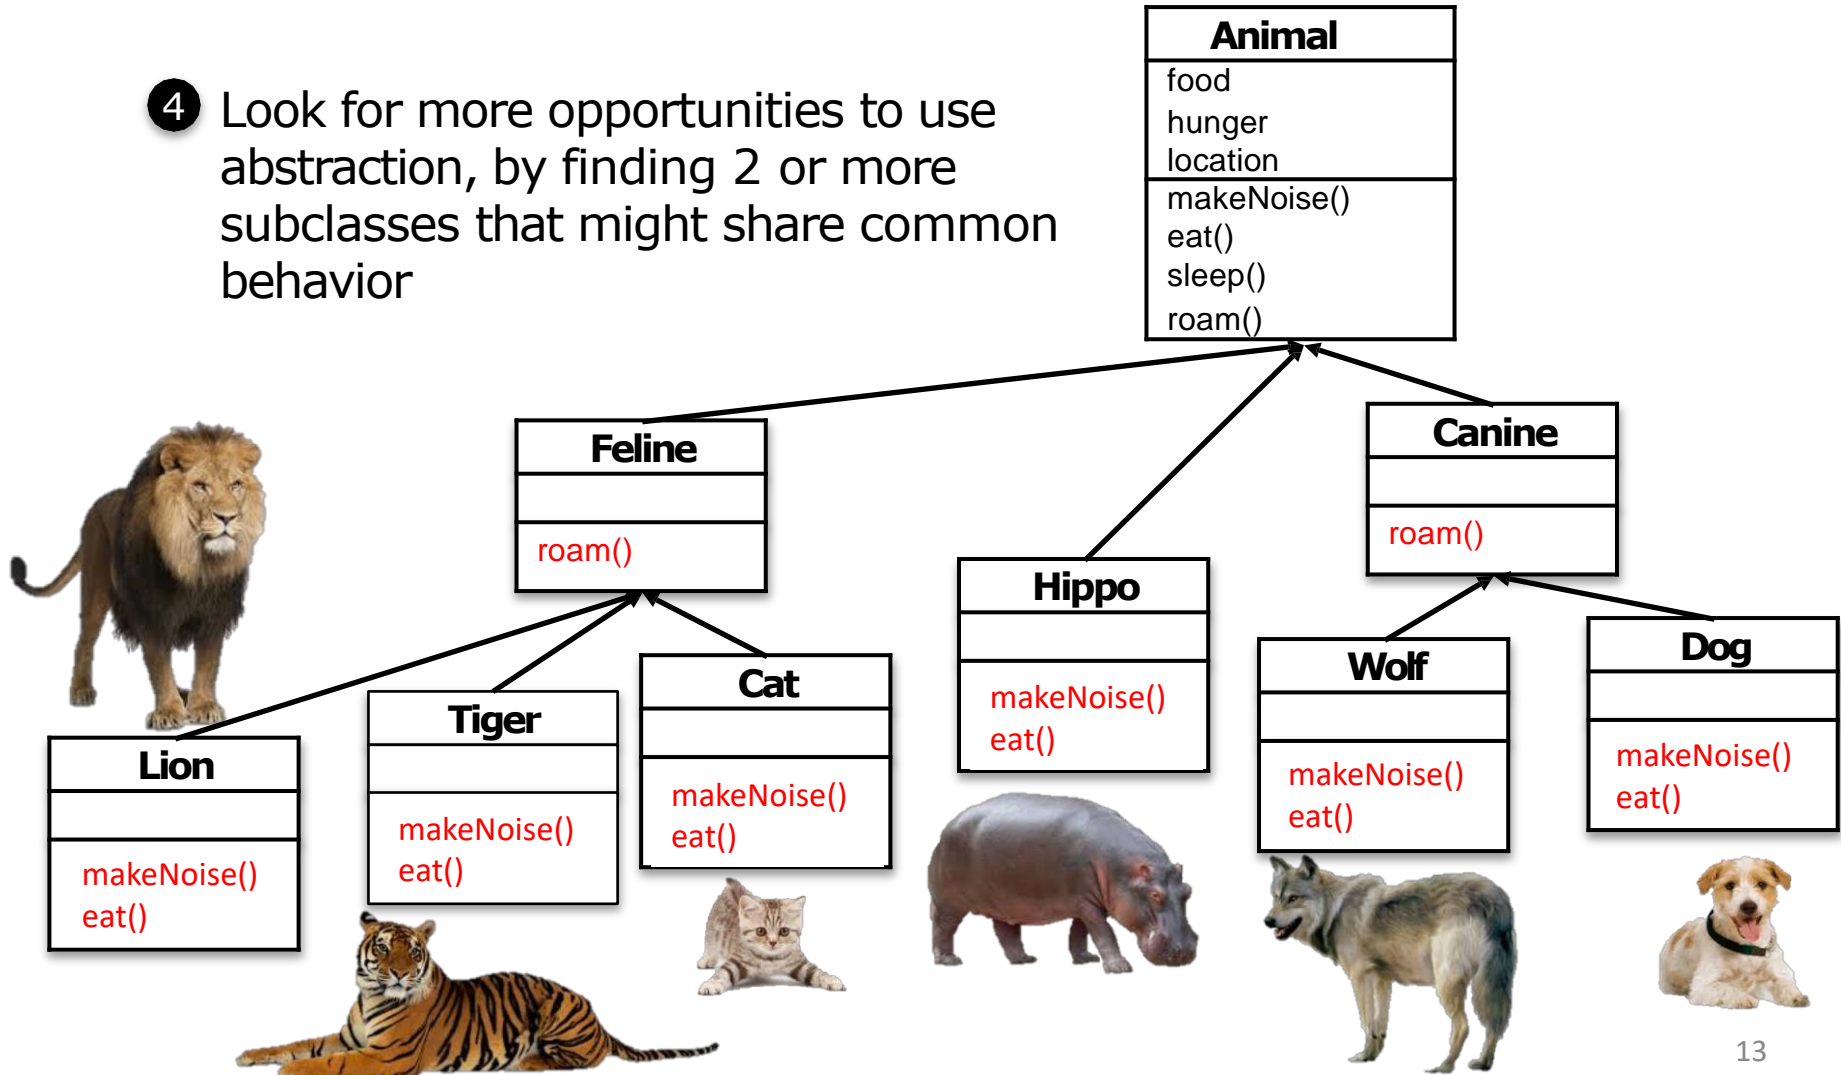 4 Look for more opportunities to use
abstraction, by finding 2 or more
subclasses that might share common
behavior
Animal
food
hunger
location
makeNoise()
eat()
sleep()
roam()
Feline
roam()
Canine
roam()
Lion
makeNoise()
eat()
Tiger
makeNoise()
eat()
Cat
makeNoise()
eat()
Hippo
makeNoise()
eat()
Wolf
makeNoise()
eat()
Dog
makeNoise()
eat()
13